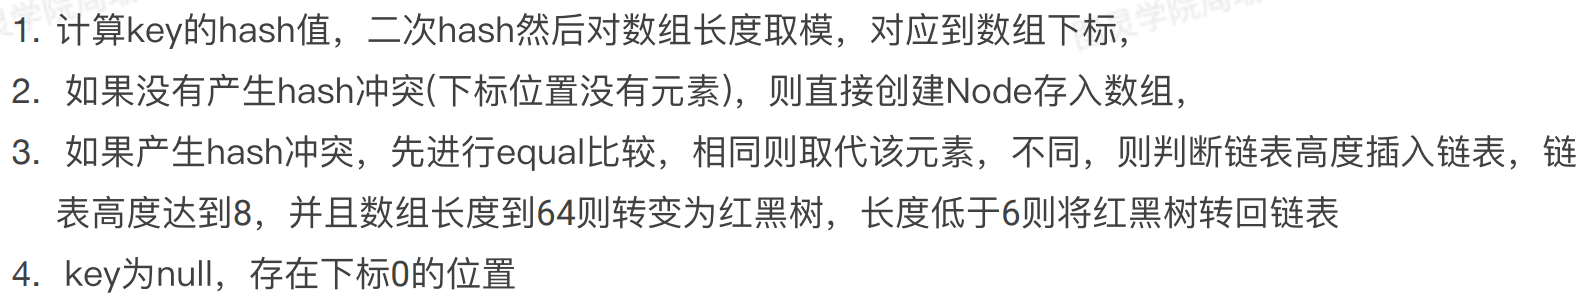 1. 计算key的hash值，二次hash然后对数组长度取模，对应到数组下标，
2. 如果没有产生hash冲突(下标位置没有元素)，则直接创建Node存入数组，
3. 如果产生hash冲突，先进行equal比较，相同则取代该元素，不同，则判断链表高度插入链表，链
表高度达到8，并且数组长度到64则转变为红黑树，长度低于6则将红黑树转回链表
4. key为null，存在下标0的位置